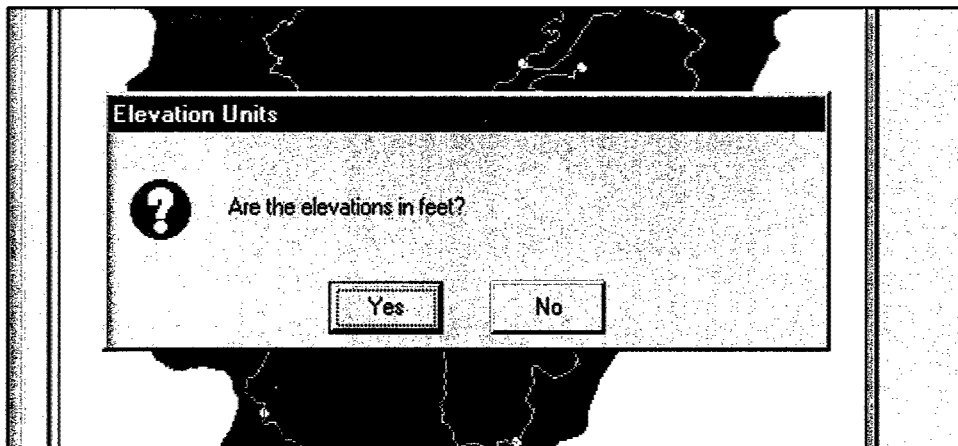 Elevation Units
Are the elevations in feet?
Yes
No